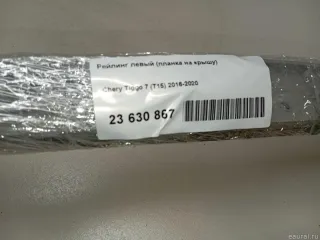 Рейлинг левый (планка на крышу)
Chery Tiggo 7 (T15) 2016-2020
23 630 867